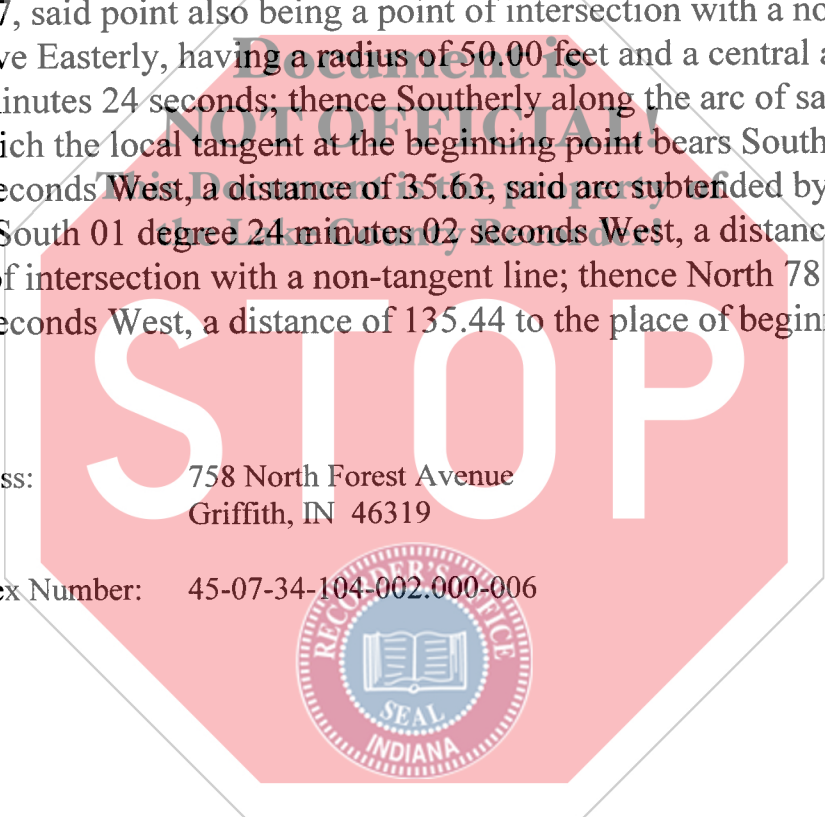 7, said point also being a point of intersection with a no
ve Easterly, having a radius of 50.00 feet and a central a
Document is
inutes 24 seconds; thence Southerly along the arc of sa
NOT OFFICIAL!
ich the local tangent at the beginning point bears South
This Document is the property of
econds West, a distance of 35.63, said arc subtended by
the Lake County Recorder!
South 01 degree 24 minutes 02 seconds West, a distanc
of intersection with a non-tangent line; thence North 78
econds West, a distance of 135.44 to the place of begin
STOP
ss: 758 North Forest Avenue
Griffith, IN 46319
ex Number: 45-07-34-104-002.000-006
RECORDER'S OFFICE
SEAL
INDIANA